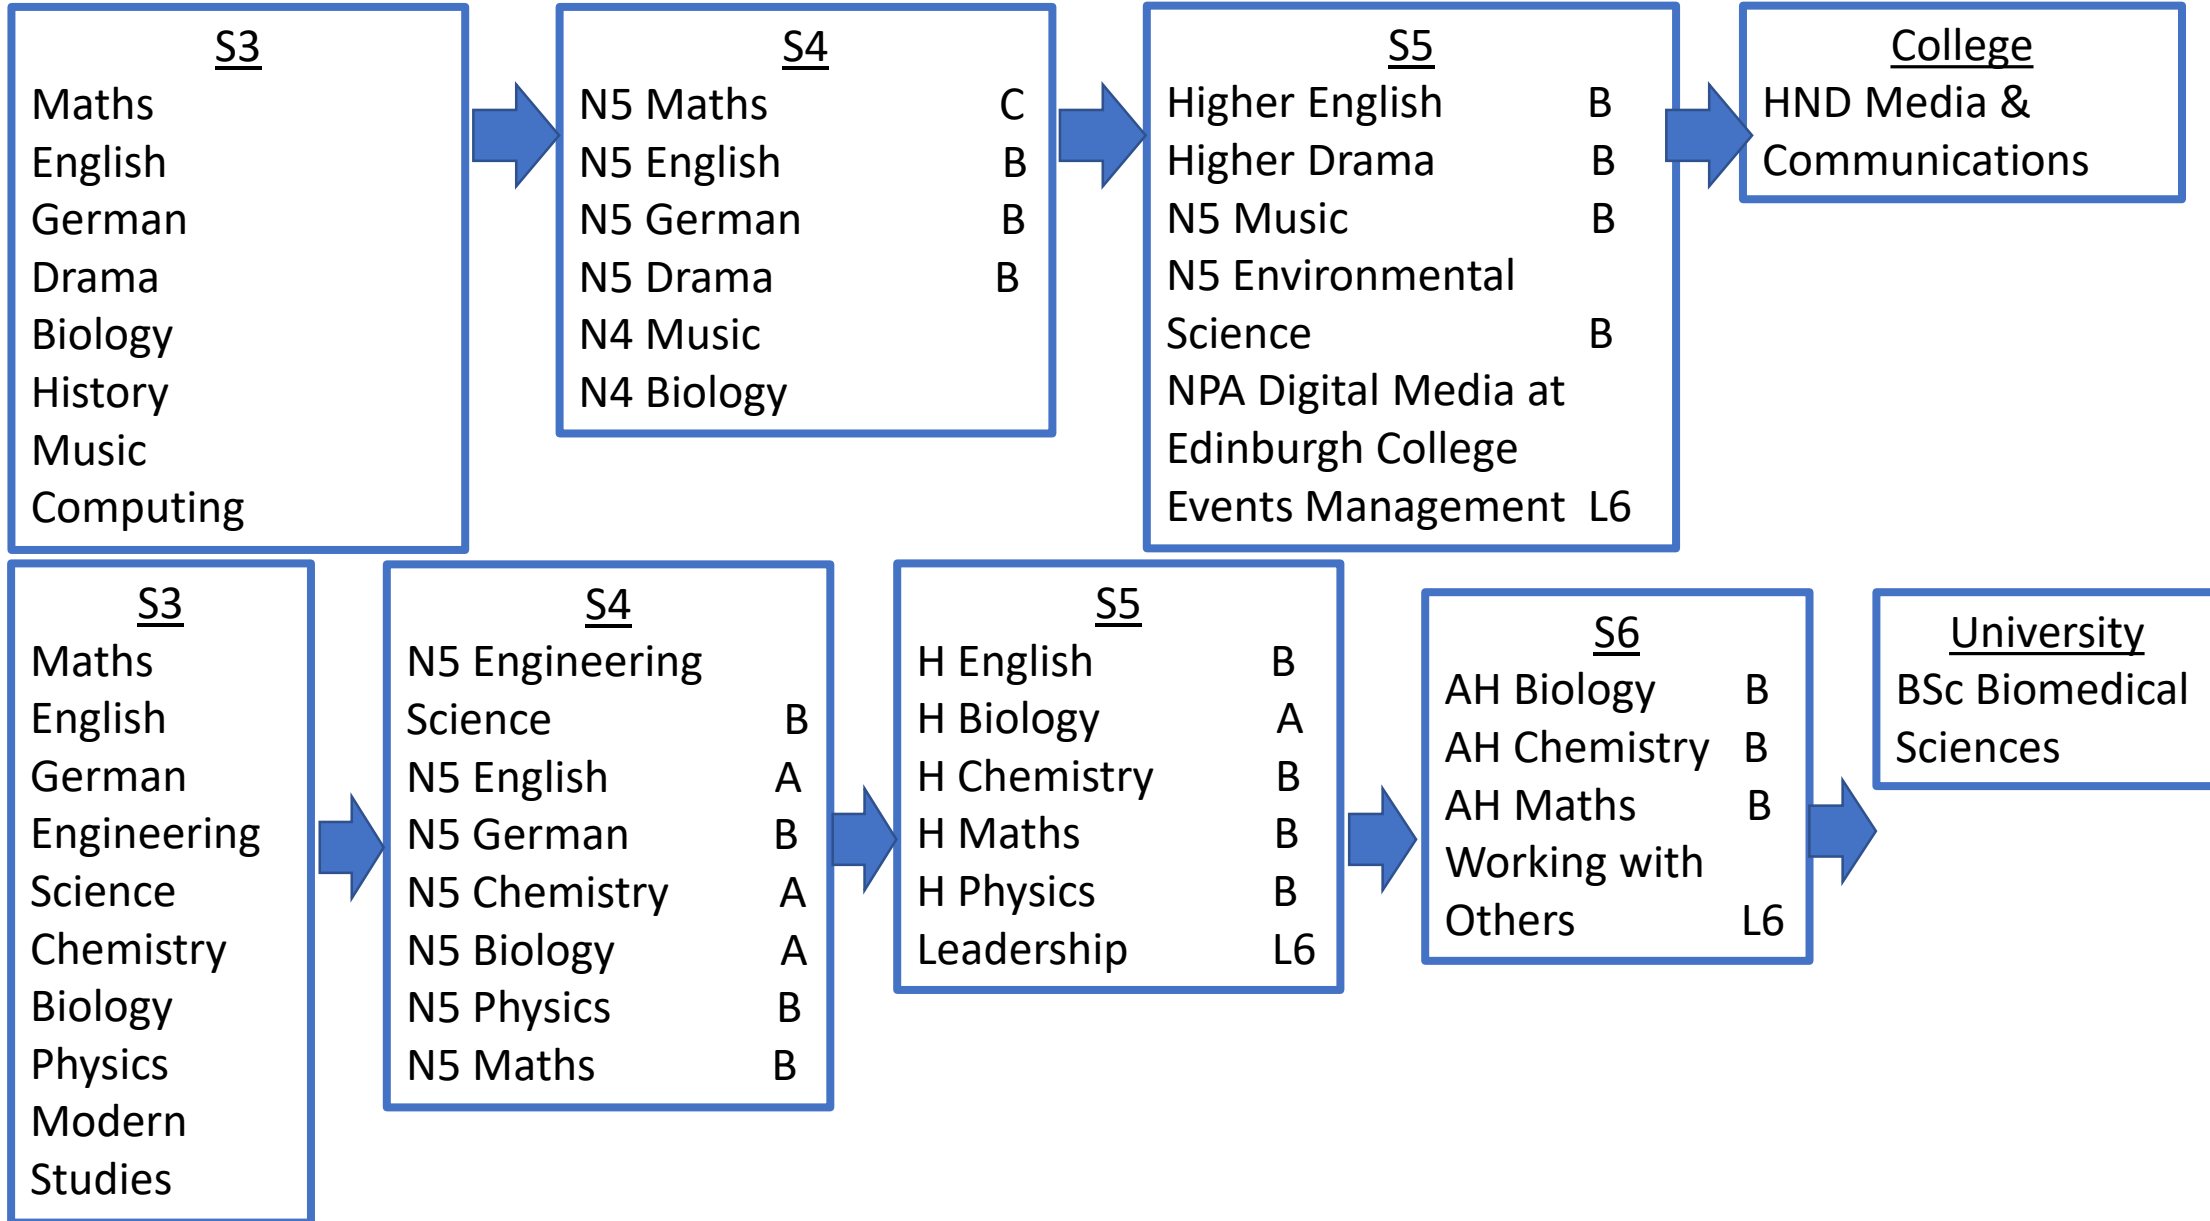 S3
Maths
English
German
Drama
Biology
History
Music
Computing
S4
N5 Maths C
N5 English B
N5 German B
N5 Drama B
N4 Music
N4 Biology
S5
Higher English B
Higher Drama B
N5 Music B
N5 Environmental
Science B
NPA Digital Media at
Edinburgh College
Events Management L6
College
HND Media &
Communications
S3
Maths
English
German
Engineering
Science
Chemistry
Biology
Physics
Modern
Studies
S4
N5 Engineering
Science B
N5 English A
N5 German B
N5 Chemistry A
N5 Biology A
N5 Physics B
N5 Maths B
S5
H English B
H Biology A
H Chemistry B
H Maths B
H Physics B
Leadership L6
S6
AH Biology B
AH Chemistry B
AH Maths B
Working with
Others L6
University
BSc Biomedical
Sciences